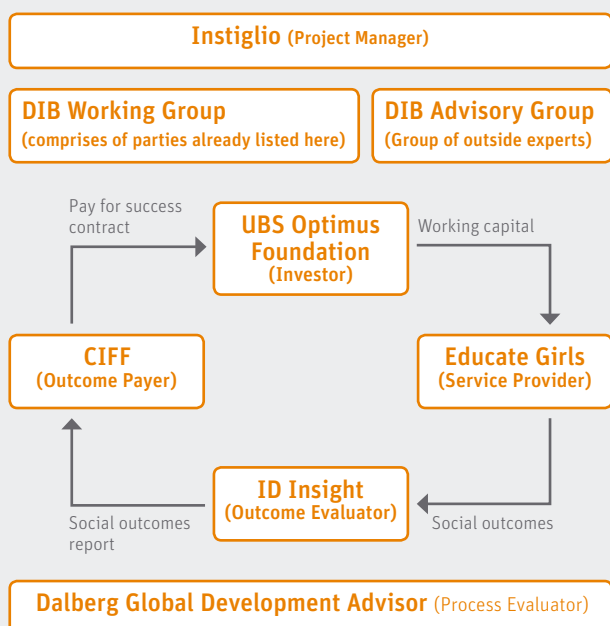 Instiglio (Project Manager)
DIB Working Group
(comprises of parties already listed here)
DIB Advisory Group
(Group of outside experts)
Pay for success
contract
UBS Optimus
Foundation
(Investor)
Working capital
CIFF
(Outcome Payer)
Educate Girls
(Service Provider)
ID Insight
(Outcome Evaluator)
Social outcomes
report
Social outcomes
Dalberg Global Development Advisor (Process Evaluator)